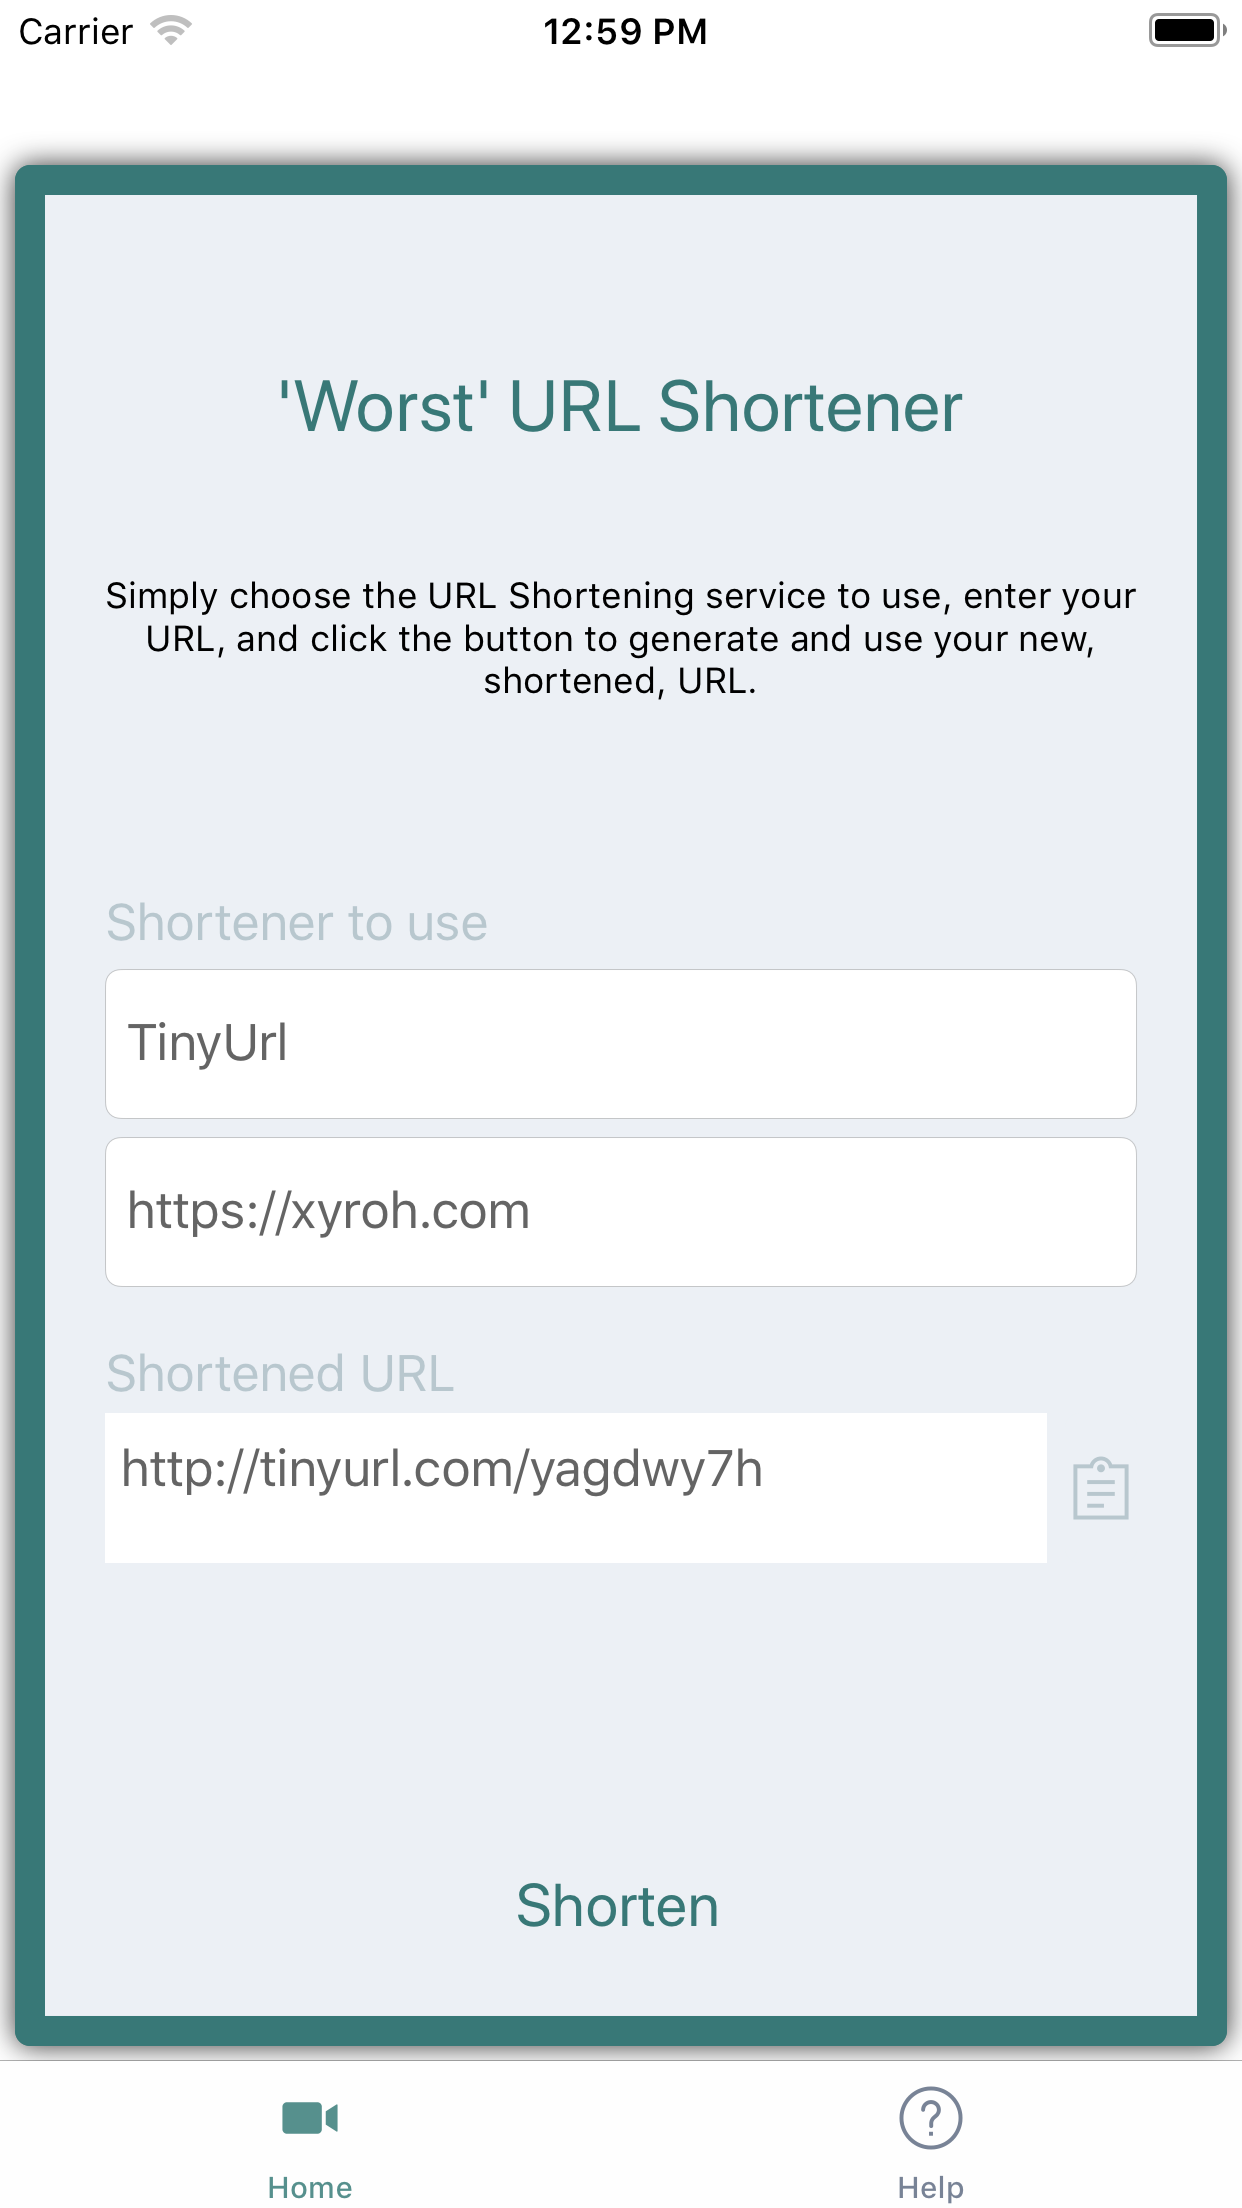 Carrier 12:59 PM
'Worst' URL Shortener
Simply choose the URL Shortening service to use, enter your
URL, and click the button to generate and use your new,
shortened, URL.
Shortener to use
TinyUrl
https://xyroh.com
Shortened URL
http://tinyurl.com/yagdwy7h
Shorten
Home Help